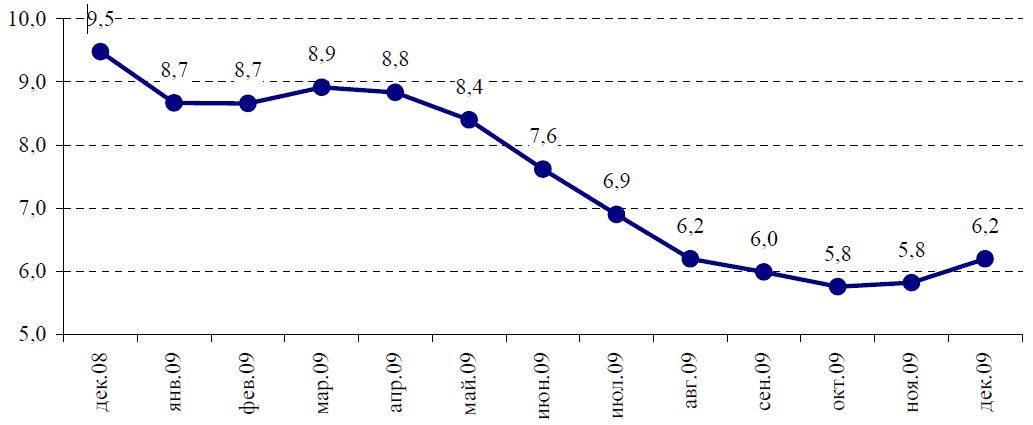 10,0
9,0
8,0
7,0
6,0
5,0
9,5
8,7
8,7
8,9
8,8
8,4
7,6
6,9
6,2
6,0
5,8
5,8
6,2
дек.08
янв.09
фев.09
мар.09
апр.09
май.09
июн.09
июл.09
авг.09
сен.09
окт.09
ноя.09
дек.09